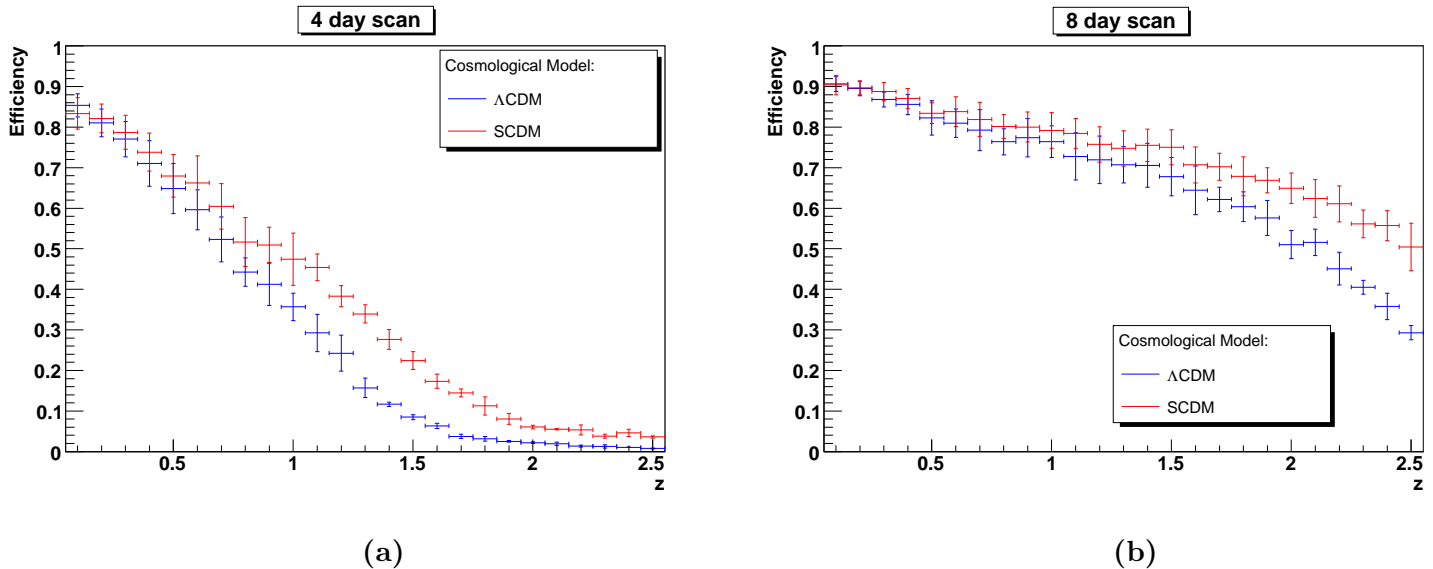 4 day scan
Efficiency
1
0.9
0.8
0.7
0.6
0.5
0.4
0.3
0.2
0.1
0
0.5
1
1.5
2
2.5
z
Cosmological Model:
ΛCDM
SCDM
(a)
8 day scan
Efficiency
1
0.9
0.8
0.7
0.6
0.5
0.4
0.3
0.2
0.1
0
0.5
1
1.5
2
2.5
z
Cosmological Model:
ΛCDM
SCDM
(b)